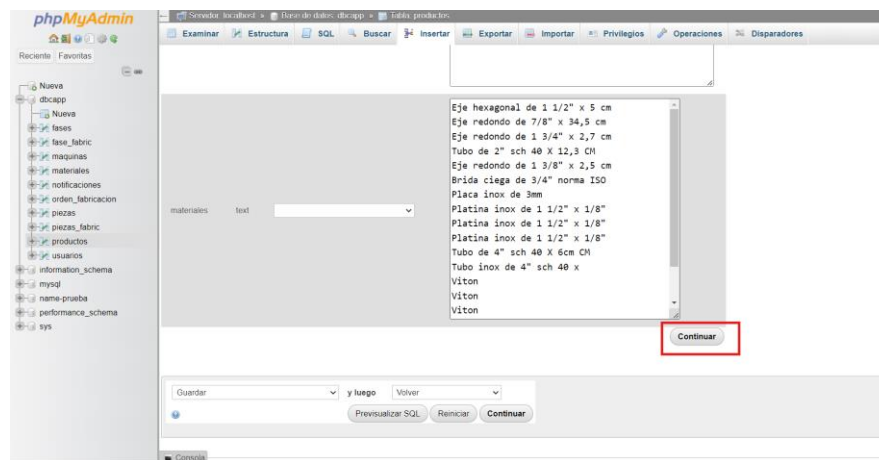 phpMyAdmin
Servidor: localhost » Base de datos: dbcapp » Tabla: productos
Examinar Estructura SQL Buscar Insertar Exportar Importar Privilegios Operaciones Disparadores
Reciente Favoritas
Nueva
dbcapp
Nueva
fases
fase_fabric
maquinas
materiales
notificaciones
orden_fabricacion
piezas
piezas_fabric
productos
usuarios
information_schema
mysql
name-prueba
performance_schema
sys
materiales text
Eje hexagonal de 1 1/2" x 5 cm
Eje redondo de 7/8" x 34,5 cm
Eje redondo de 1 3/4" x 2,7 cm
Tubo de 2" sch 40 X 12,3 CM
Eje redondo de 1 3/8" x 2,5 cm
Brida ciega de 3/4" norma ISO
Placa inox de 3mm
Platina inox de 1 1/2" x 1/8"
Platina inox de 1 1/2" x 1/8"
Platina inox de 1 1/2" x 1/8"
Tubo de 4" sch 40 X 6cm CM
Tubo inox de 4" sch 40 x
Viton
Viton
Viton
Continuar
Guardar y luego Volver
Previsualizar SQL Reiniciar Continuar
Consola